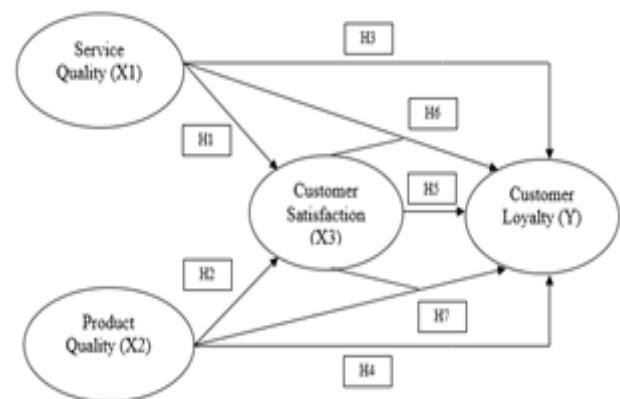 Service
Quality (X1)
H3
H1
H6
Customer
Satisfaction
(X3)
H5
Customer
Loyalty (Y)
H2
Product
Quality (X2)
H7
H4